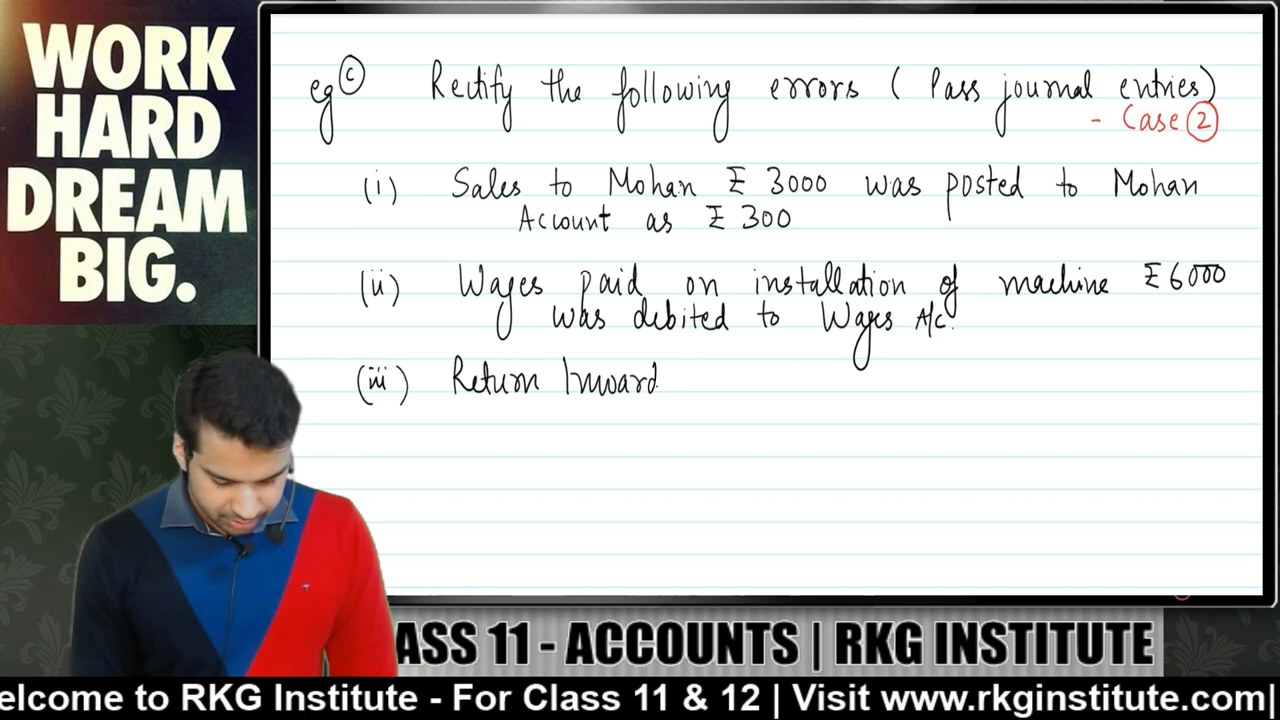 WORK
HARD
DREAM
BIG.
eg (c) Rectify the following errors ( Pass journal entries)
- Case (2)
(i) Sales to Mohan ₹ 3000 was posted to Mohan
Account as ₹ 300
(ii) Wages paid on installation of machine ₹ 6000
was debited to Wages A/c.
(iii) Return Inward
ASS 11 - ACCOUNTS | RKG INSTITUTE
elcome to RKG Institute - For Class 11 & 12 | Visit www.rkginstitute.com|